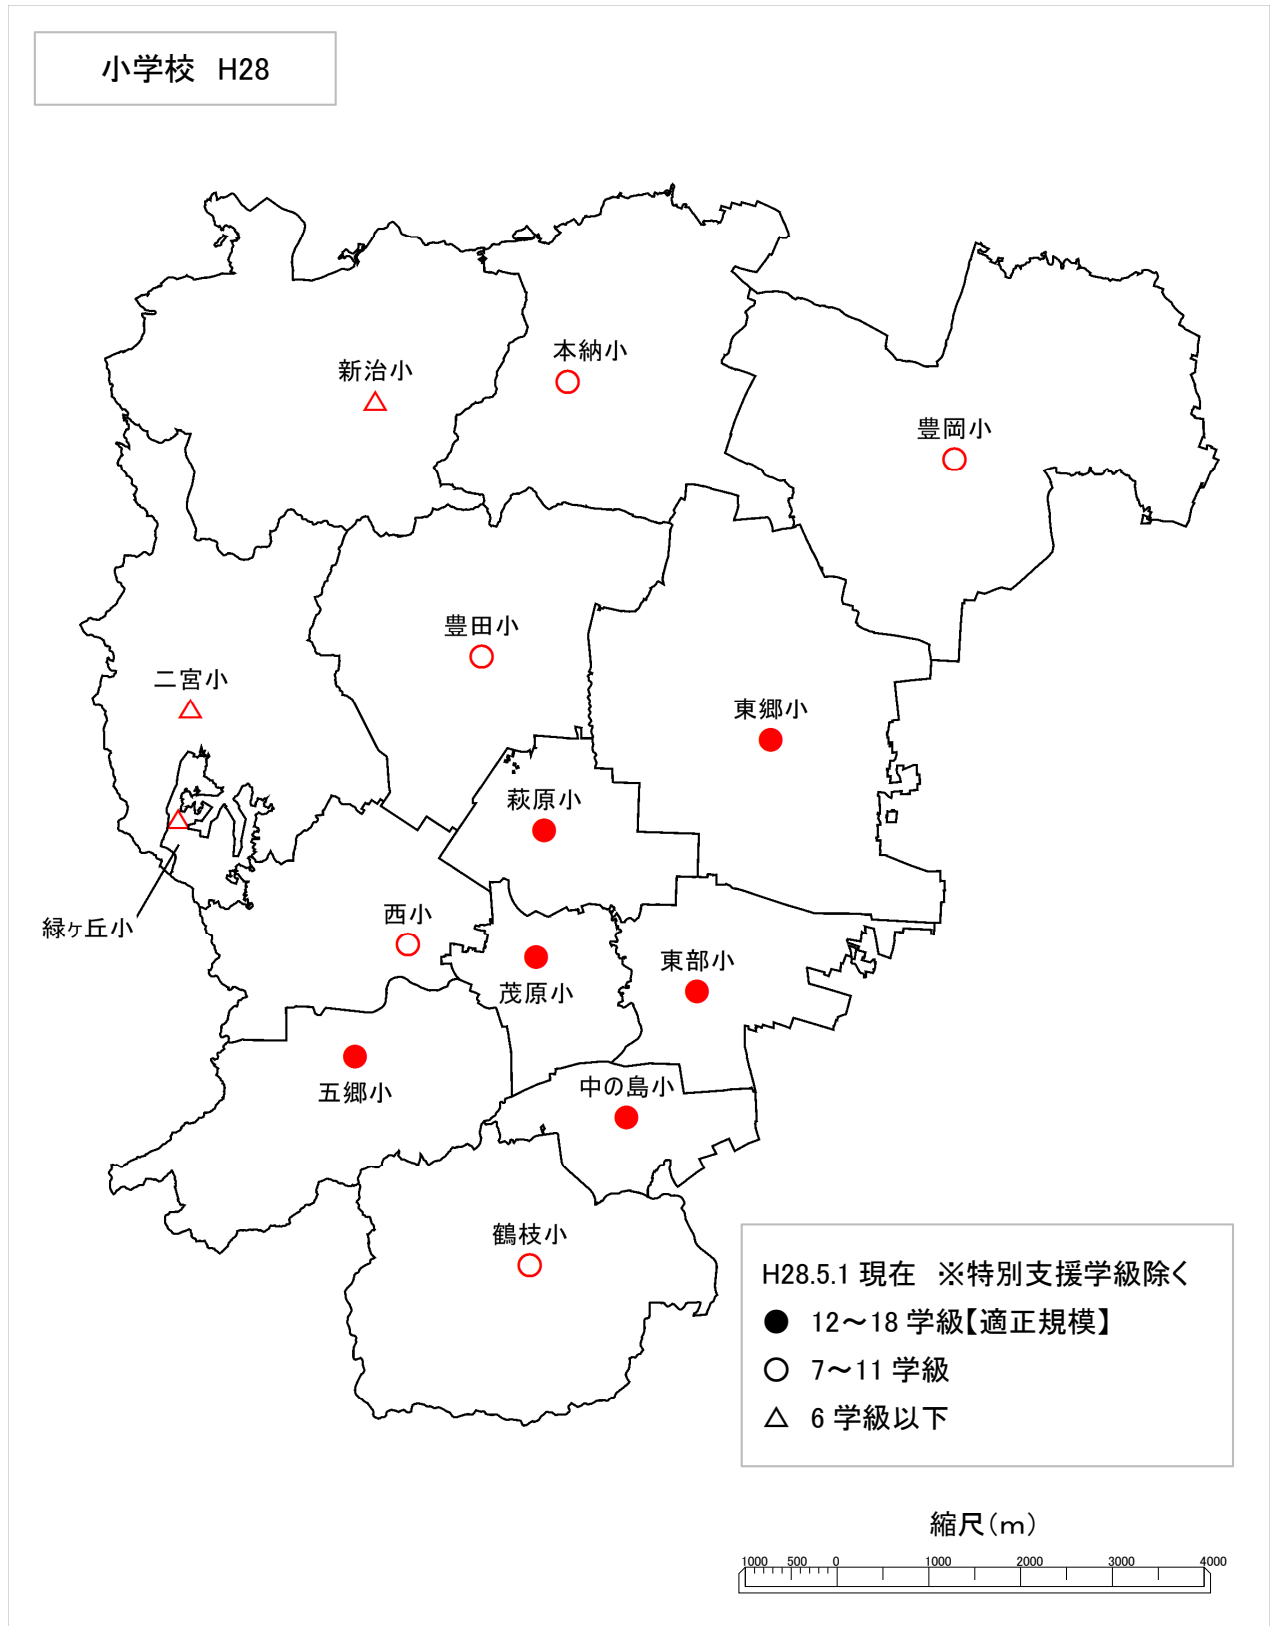 小学校 H28
本納小
新治小
豊岡小
豊田小
二宮小
東郷小
萩原小
緑ヶ丘小
西小
東部小
茂原小
五郷小
中の島小
鶴枝小
H28.5.1 現在 ※特別支援学級除く
● 12～18 学級【適正規模】
○ 7～11 学級
△ 6 学級以下
縮尺（ｍ）
1000 500 0 1000 2000 3000 4000